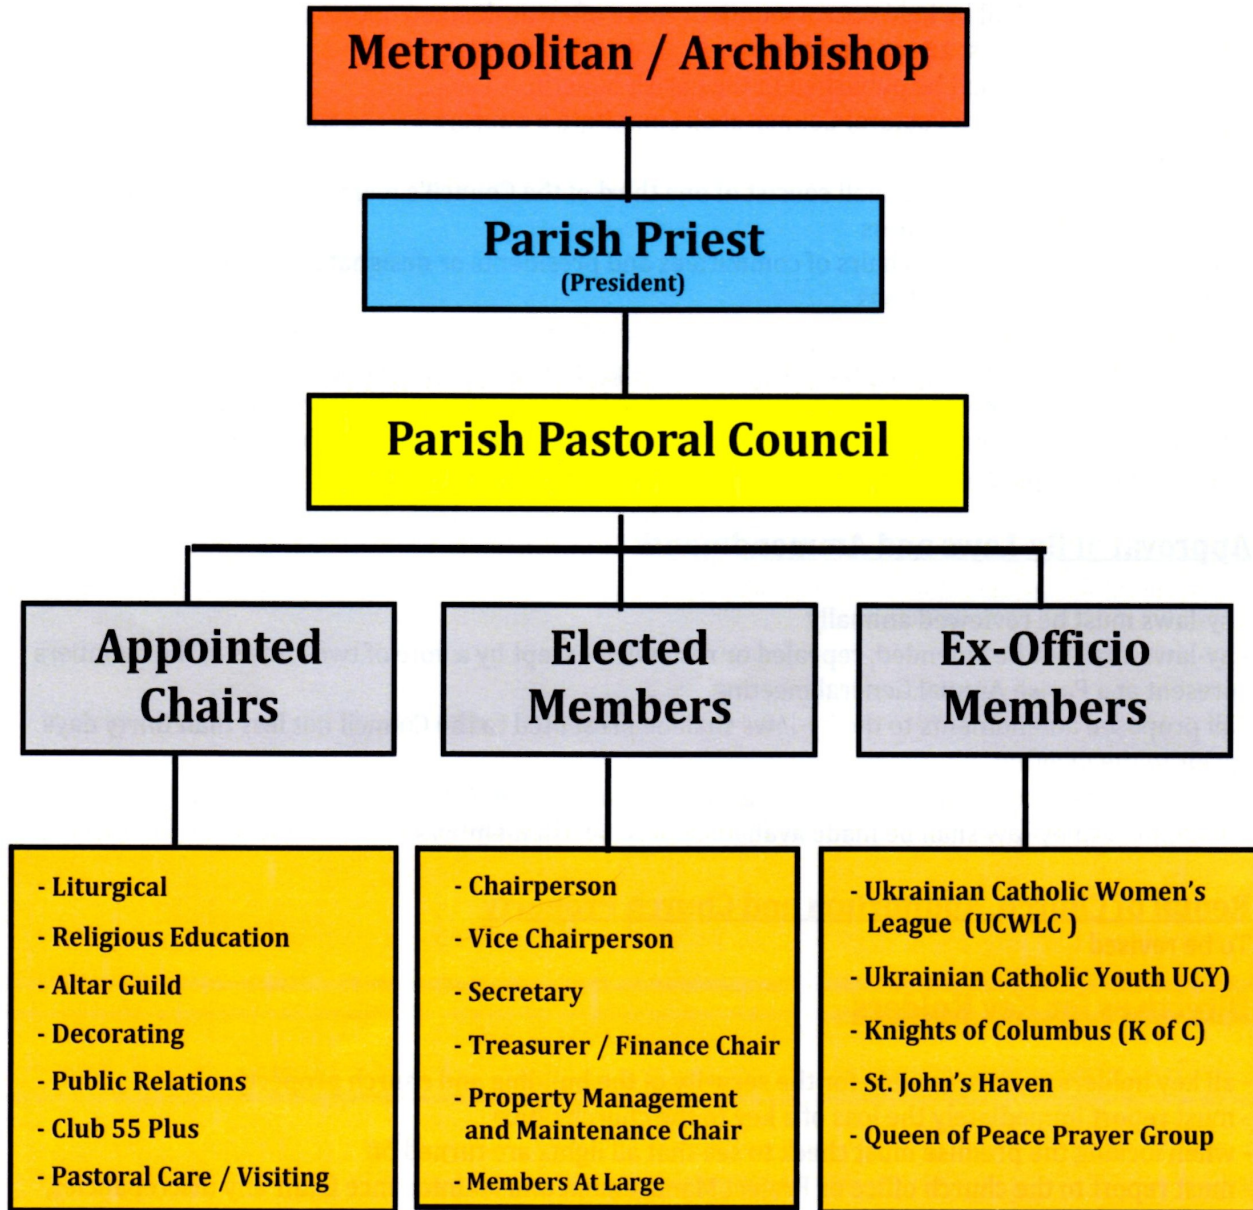 Metropolitan / Archbishop
Parish Priest
(President)
Parish Pastoral Council
Appointed
Chairs
Elected
Members
Ex-Officio
Members
- Liturgical
- Religious Education
- Altar Guild
- Decorating
- Public Relations
- Club 55 Plus
- Pastoral Care / Visiting
- Chairperson
- Vice Chairperson
- Secretary
- Treasurer / Finance Chair
- Property Management
and Maintenance Chair
- Members At Large
- Ukrainian Catholic Women's
League (UCWLC )
- Ukrainian Catholic Youth UCY)
- Knights of Columbus (K of C)
- St. John's Haven
- Queen of Peace Prayer Group